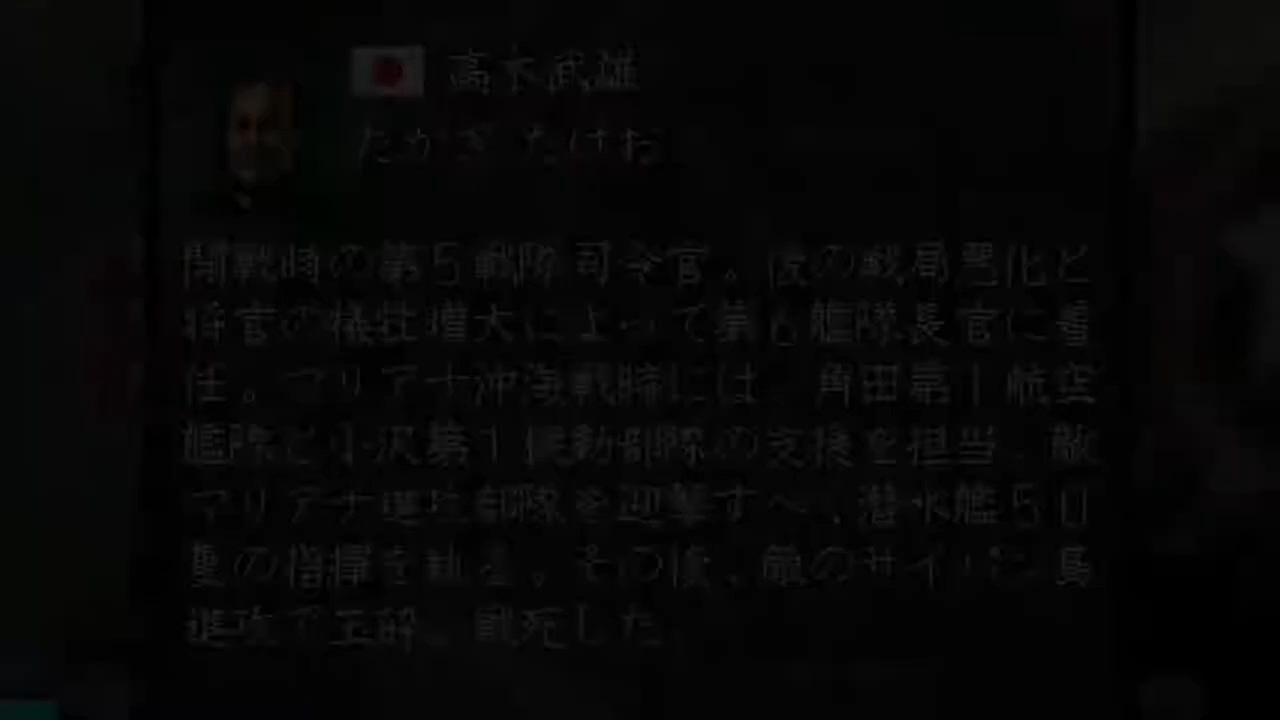 高木武雄
たかぎ たけお
開戦時の第5戦隊司令官。後の戦局悪化と
将官の犠牲増大によって第6艦隊長官に着
任。マリアナ沖海戦時には、角田第1航空
艦隊と小沢第1機動部隊の支援を担当、敵
マリアナ進攻部隊を迎撃すべく潜水艦50
隻の指揮を執る。その後、敵のサイパン島
進攻で玉砕、戦死した。